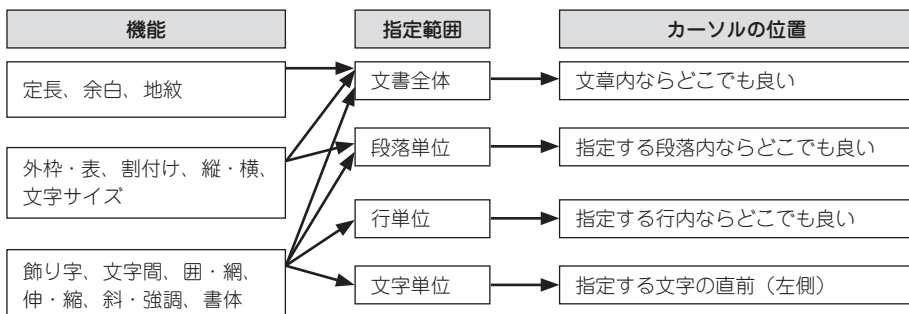 機能
指定範囲
カーソルの位置
定長、余白、地紋
文書全体
文章内ならどこでも良い
外枠・表、割付け、縦・横、
文字サイズ
段落単位
指定する段落内ならどこでも良い
行単位
指定する行内ならどこでも良い
飾り字、文字間、囲・網、
伸・縮、斜・強調、書体
文字単位
指定する文字の直前（左側）